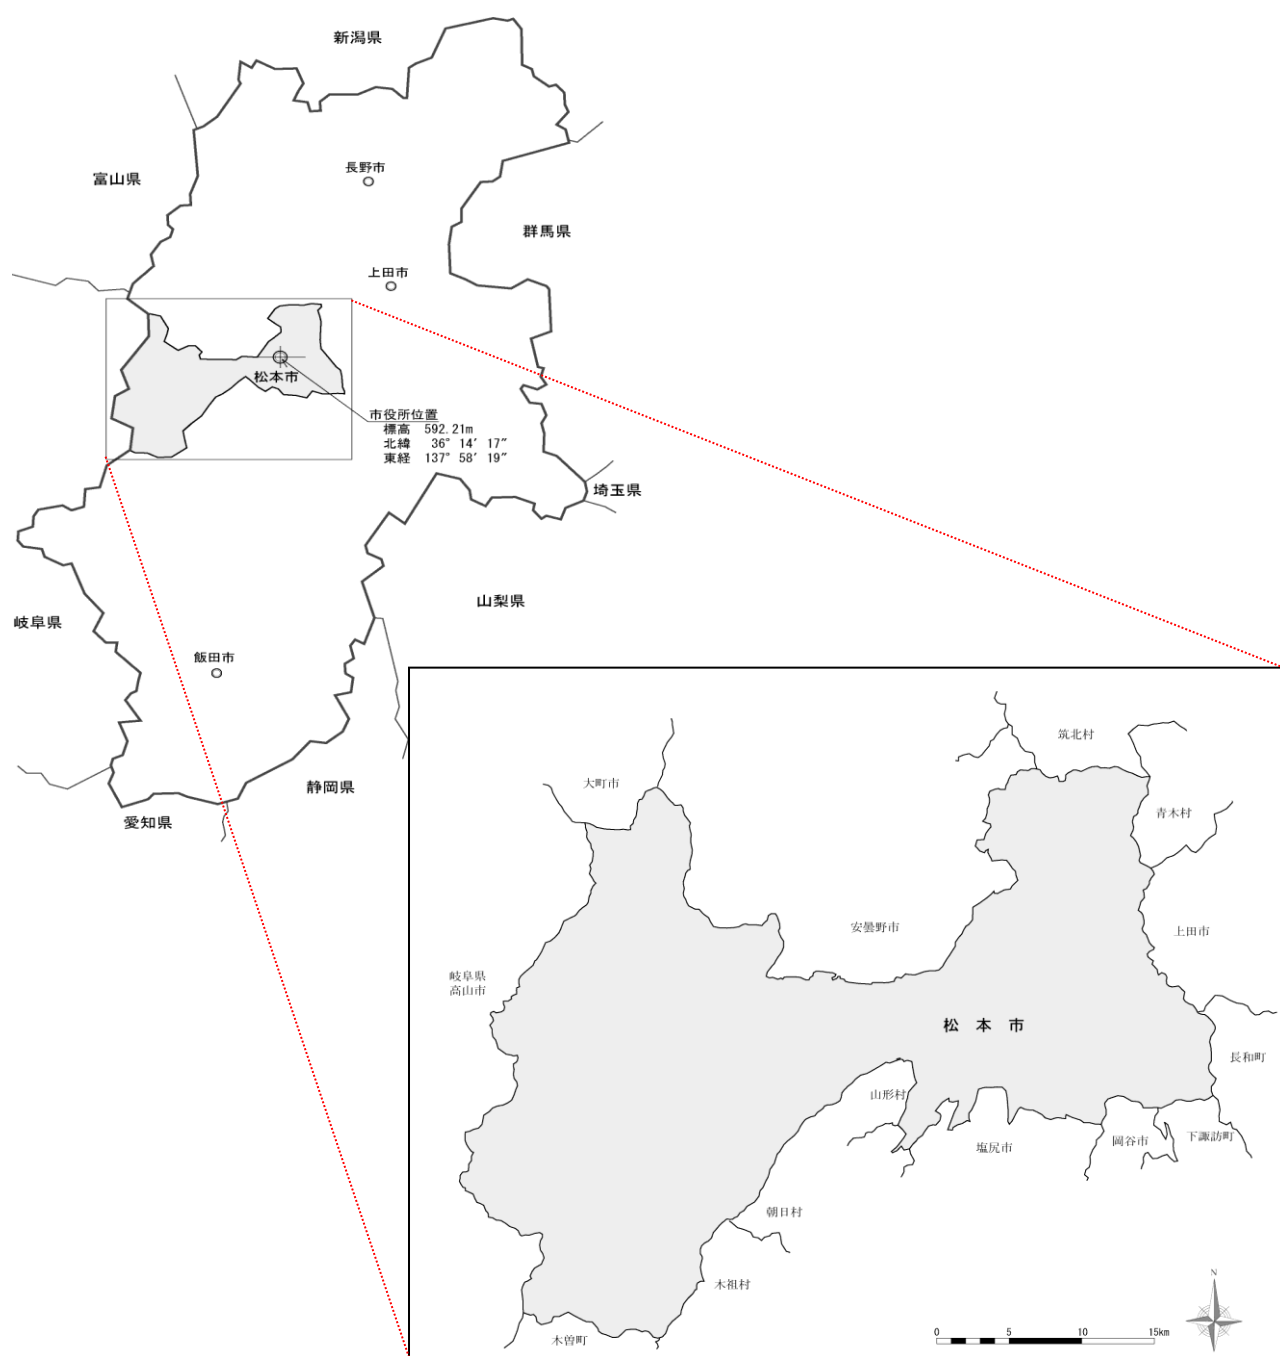 新潟県
長野市
富山県
群馬県
上田市
松本市
市役所位置
標高 592.21m
北緯 36° 14′ 17″
東経 137° 58′ 19″
埼玉県
山梨県
岐阜県
飯田市
静岡県
愛知県
筑北村
大町市
青木村
安曇野市
上田市
岐阜県
高山市
松本市
長和町
山形村
塩尻市
岡谷市
下諏訪町
朝日村
木祖村
木曽町
N
0 5 10 15km